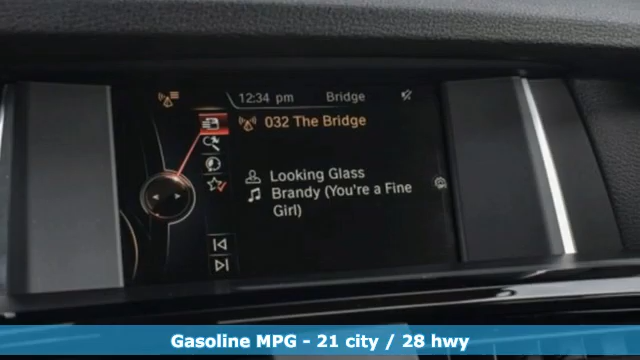 12:34 pm Bridge
032 The Bridge
Looking Glass
Brandy (You're a Fine
Girl)
Gasoline MPG - 21 city / 28 hwy